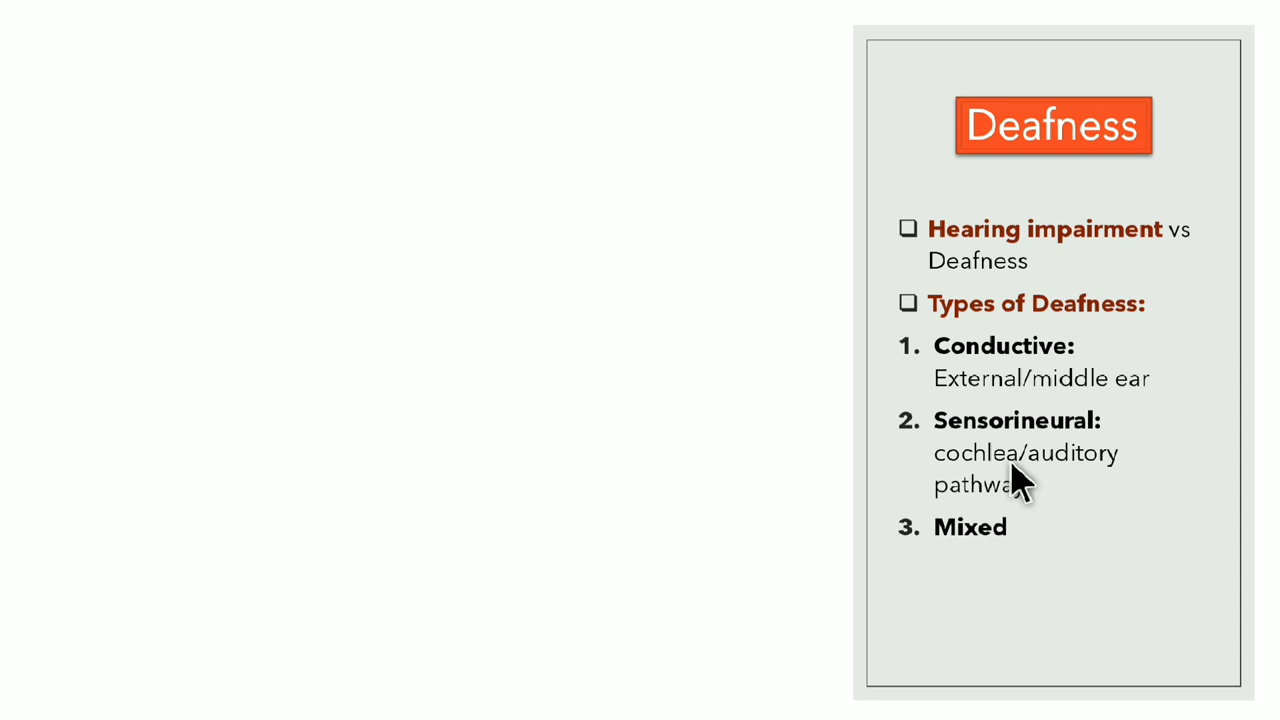 Deafness
❑ Hearing impairment vs
Deafness
❑ Types of Deafness:
1. Conductive:
External/middle ear
2. Sensorineural:
cochlea/auditory
pathway
3. Mixed